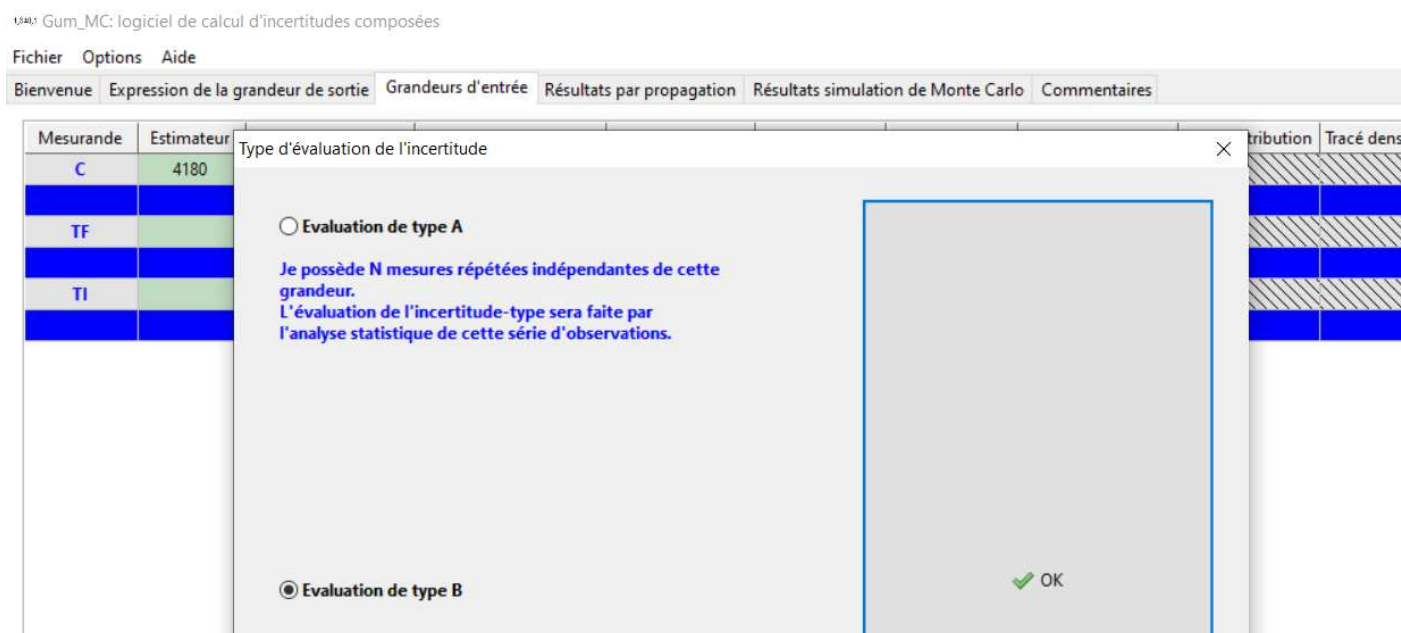 Gum_MC: logiciel de calcul d'incertitudes composées
Fichier Options Aide
Bienvenue Expression de la grandeur de sortie Grandeurs d'entrée Résultats par propagation Résultats simulation de Monte Carlo Commentaires
Mesurande Estimateur tribution Tracé dens
Type d'évaluation de l'incertitude
C 4180
Evaluation de type A
TF
Je possède N mesures répétées indépendantes de cette
grandeur.
TI
L'évaluation de l'incertitude-type sera faite par
l'analyse statistique de cette série d'observations.
OK
Evaluation de type B